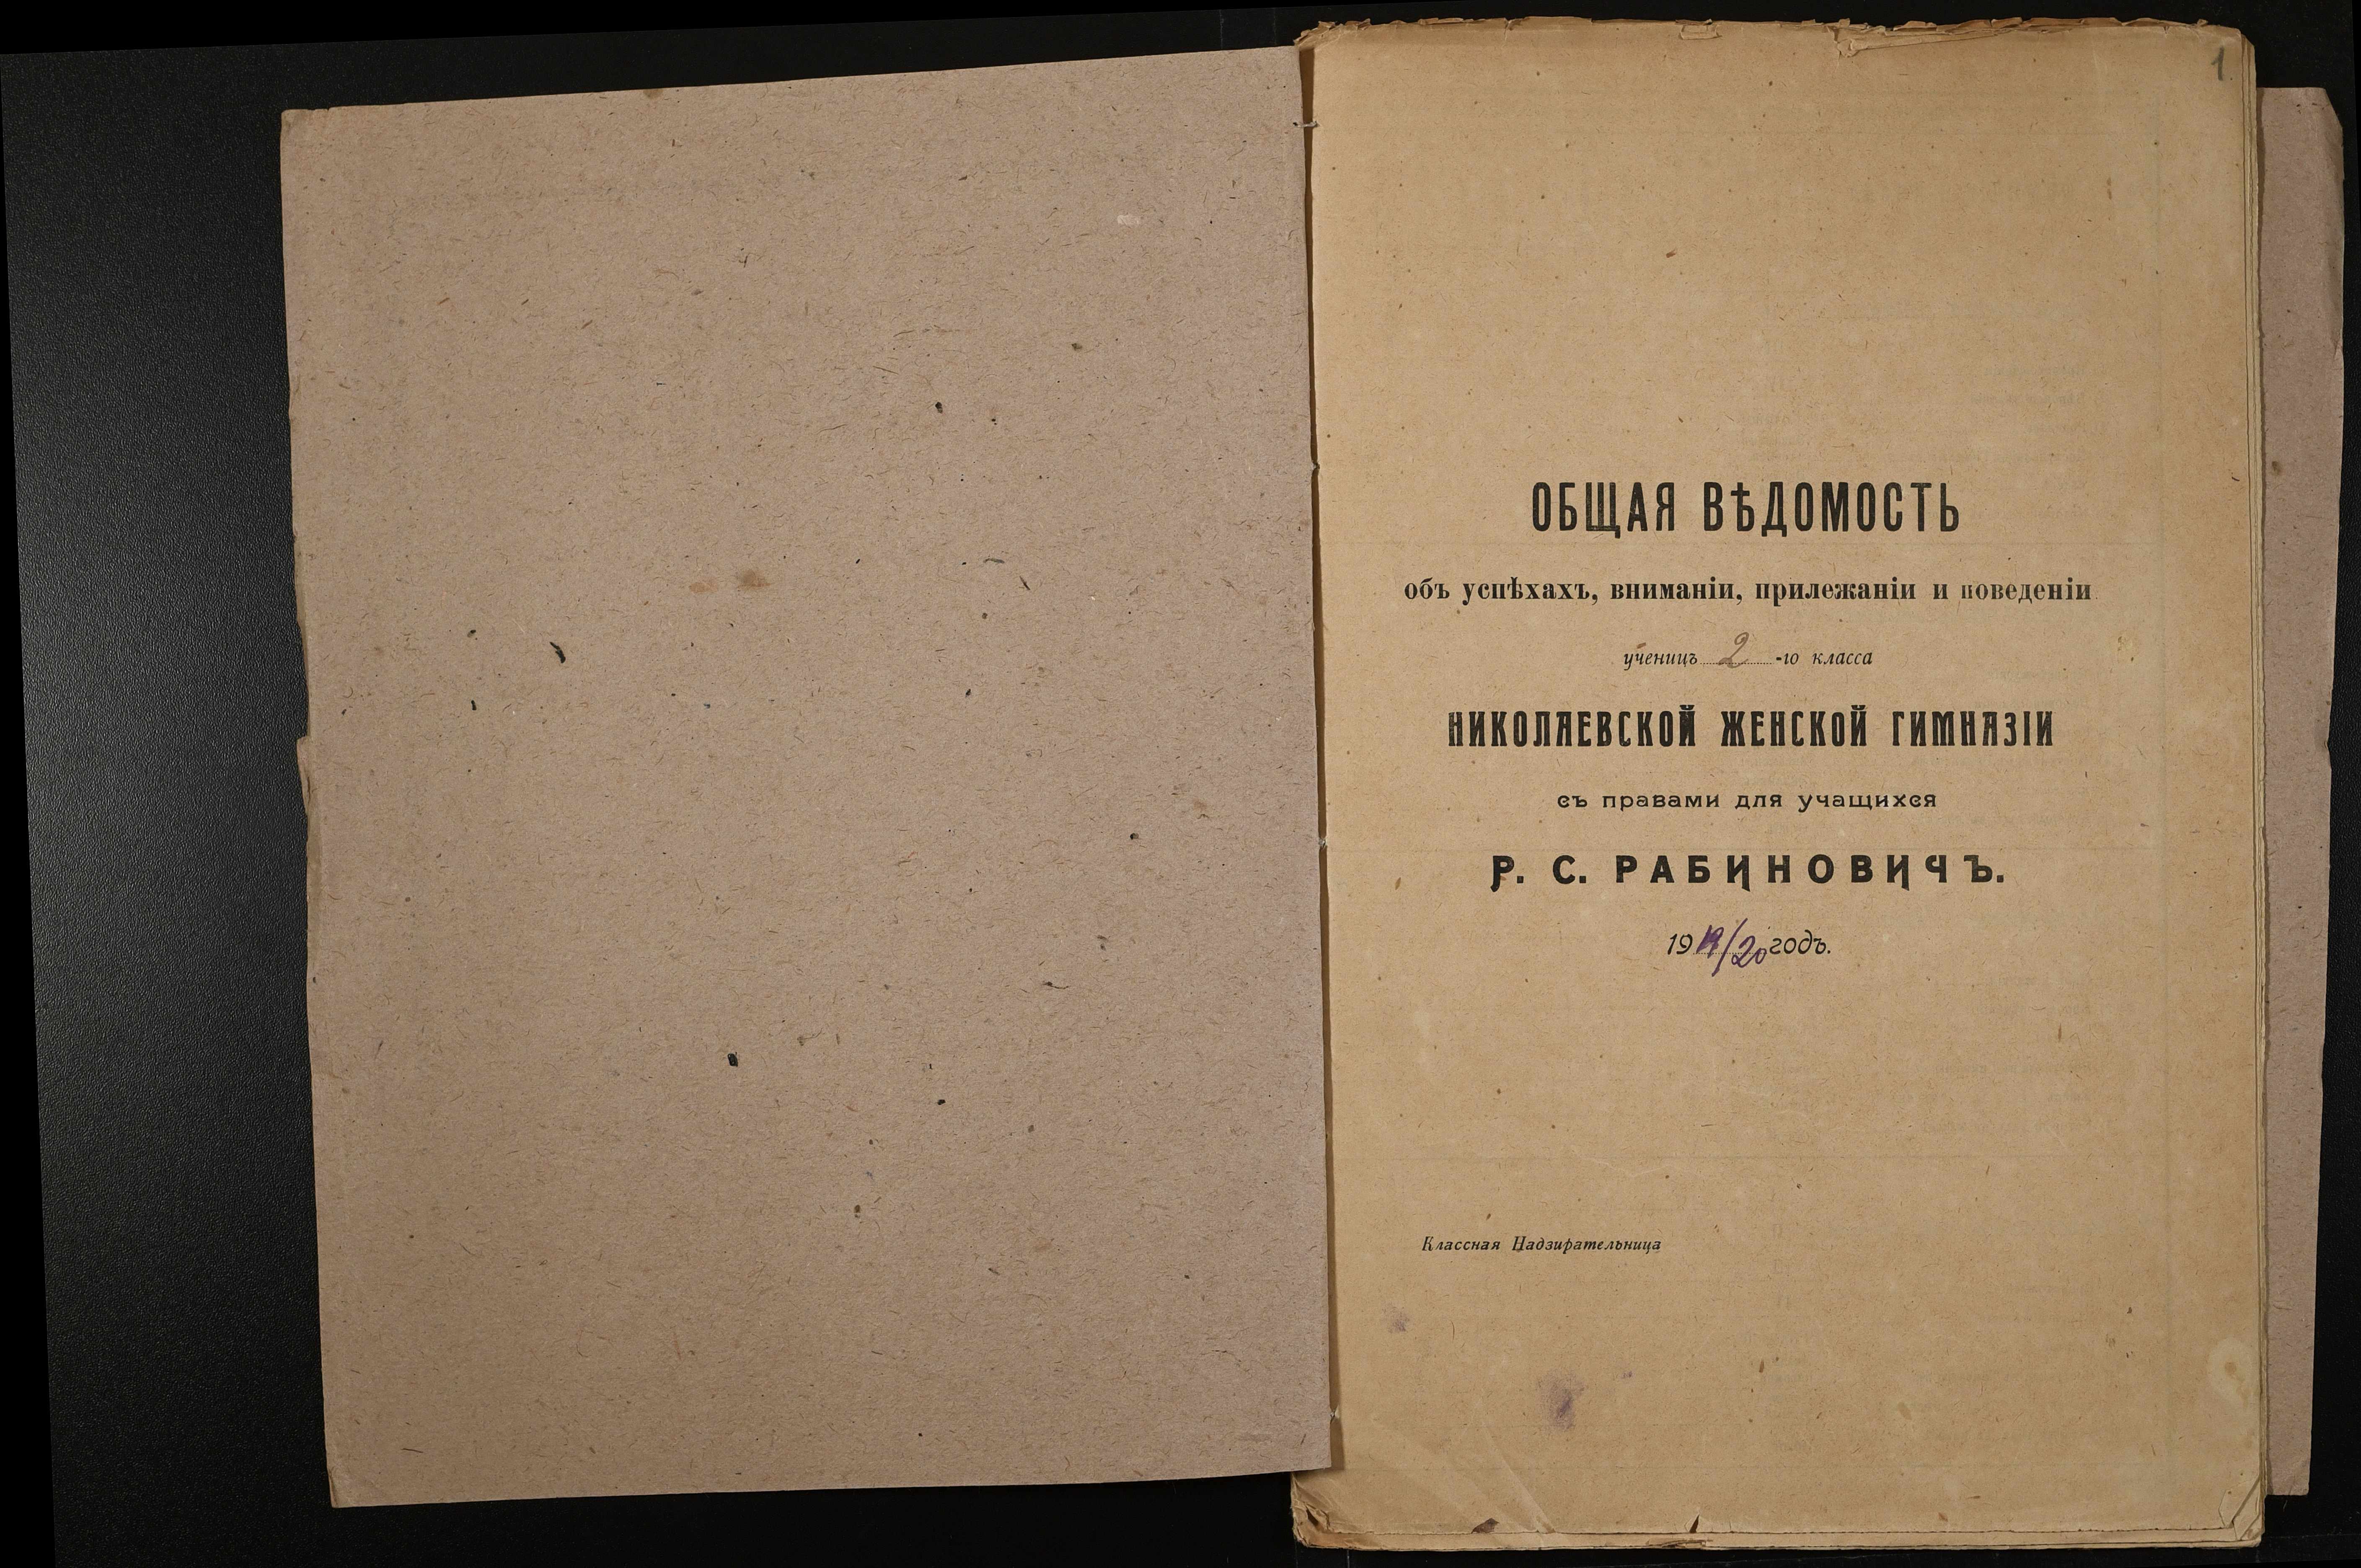 1
ОБЩАЯ ВѢДОМОСТЬ
объ успѣхахъ, вниманіи, прилежаніи и поведеніи
ученицъ 2 -го класса
НИКОЛАЕВСКОЙ ЖЕНСКОЙ ГИМНАЗІИ
съ правами для учащихся
Р. С. РАБИНОВИЧЪ.
1919/20 годъ.
Классная Надзирательница